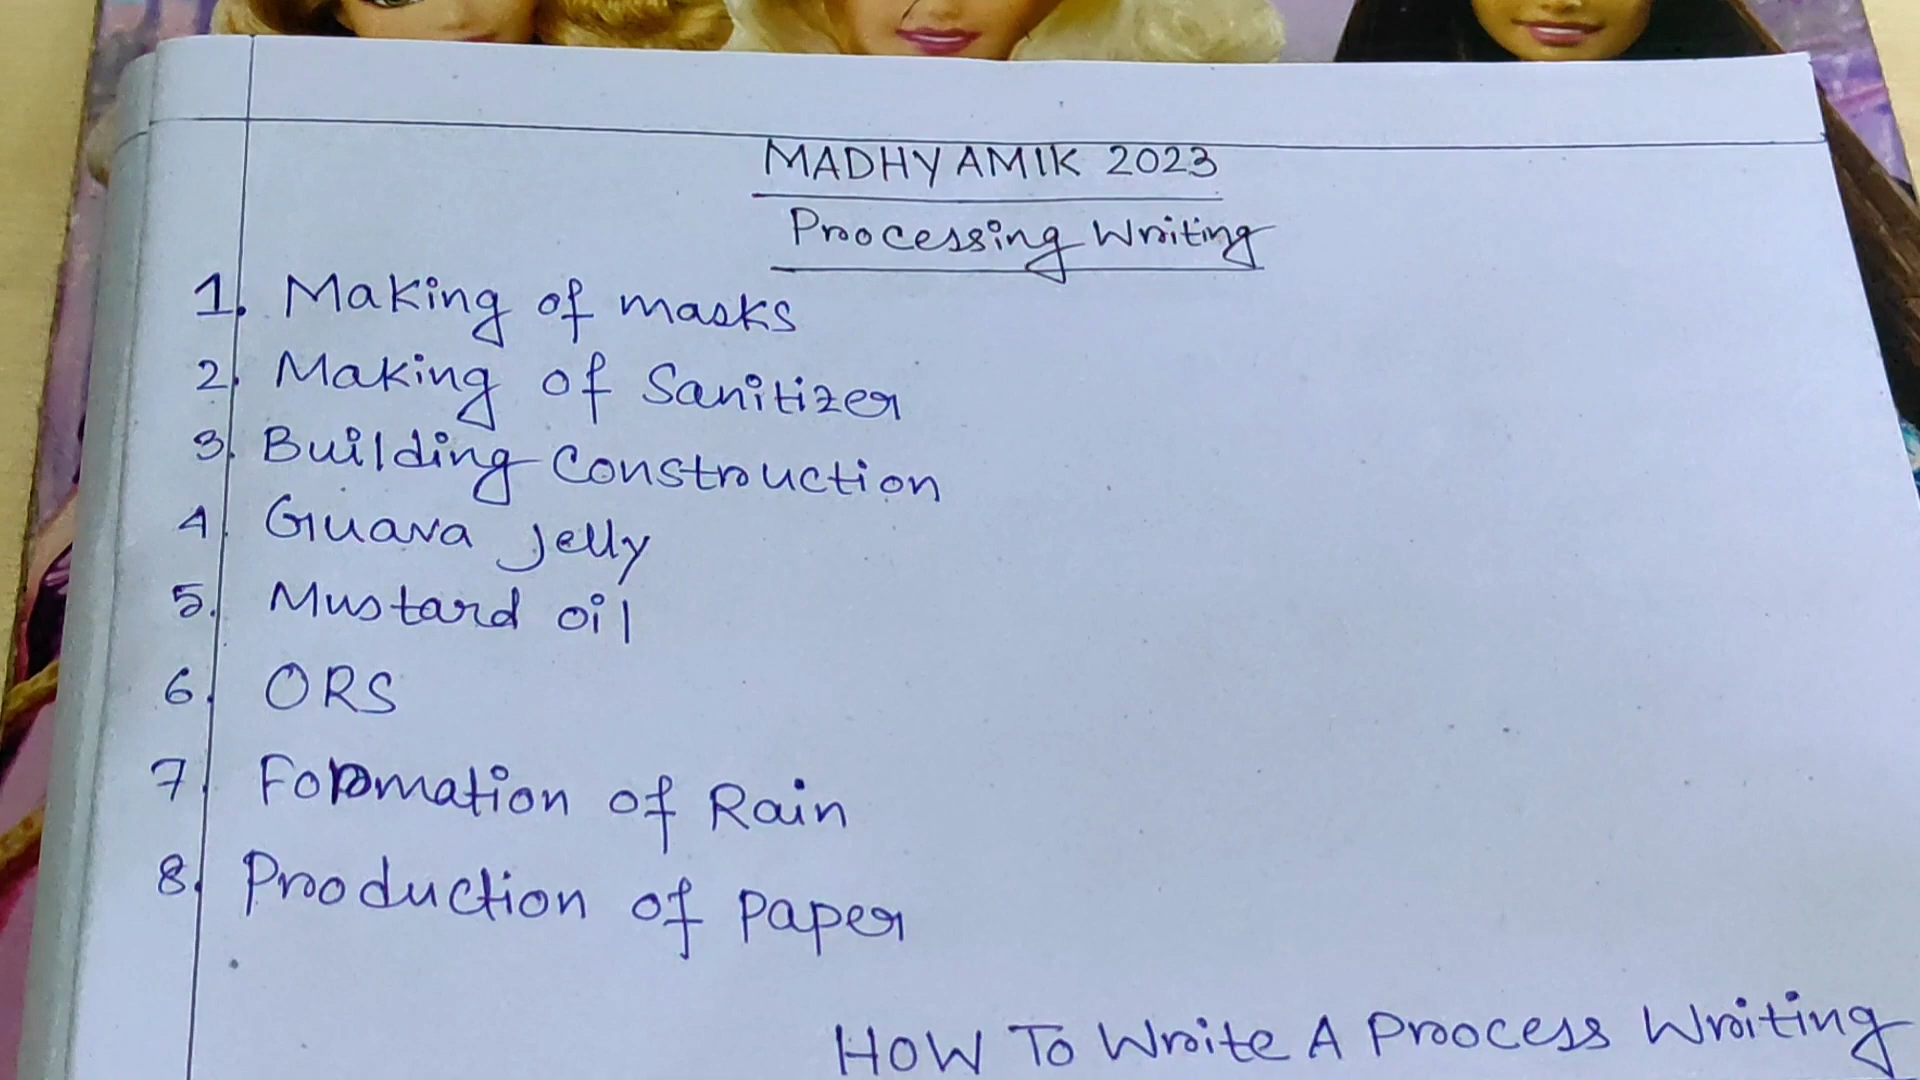 MADHYAMIK 2023
Processing Writing
1. Making of masks
2. Making of Sanitizer
3. Building Construction
4. Guava Jelly
5. Mustard oil
6. ORS
7. Formation of Rain
8. Production of Paper
HOW TO Write A Process Writing